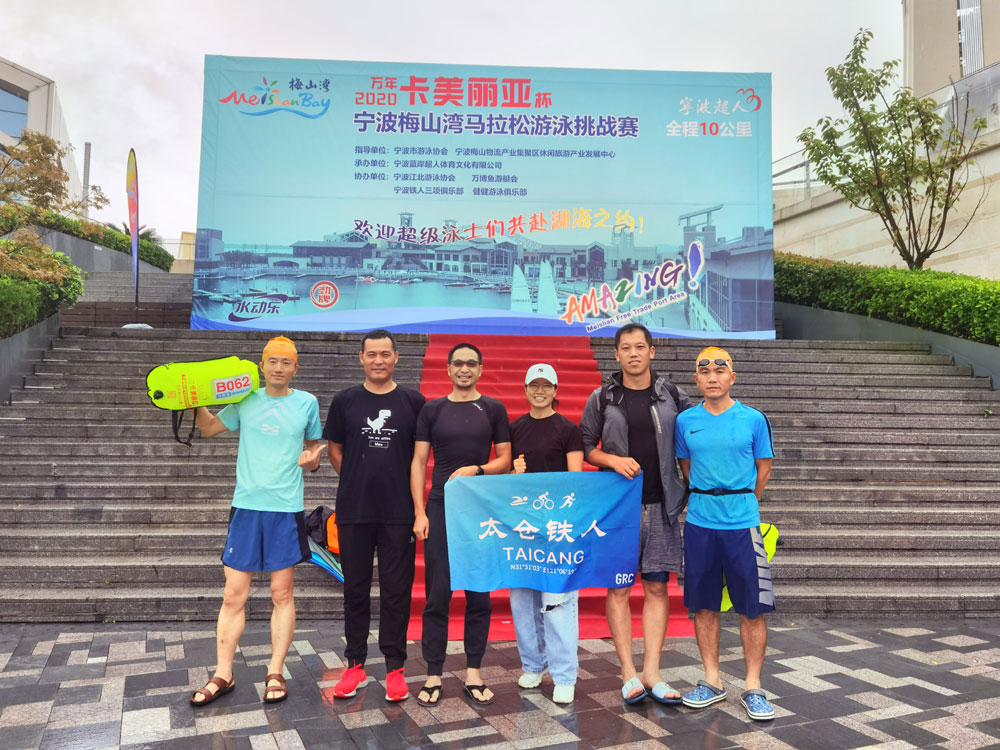 梅山湾
MeishanBay
万年
2020 卡美丽亚杯
宁波梅山湾马拉松游泳挑战赛
宁波超人
全程10公里
指导单位：宁波市游泳协会 宁波梅山物流产业集聚区休闲旅游产业发展中心
承办单位：宁波蓝岸超人体育文化有限公司
协办单位：宁波江北游泳协会 万博鱼游艇会
宁波铁人三项俱乐部 健健游泳俱乐部
欢迎超级泳士们共赴湖海之约！
水动乐
劲牌
AMAZING!
Meishan Free Trade Port Area
B062
太仓铁人
TAICANG
GRC